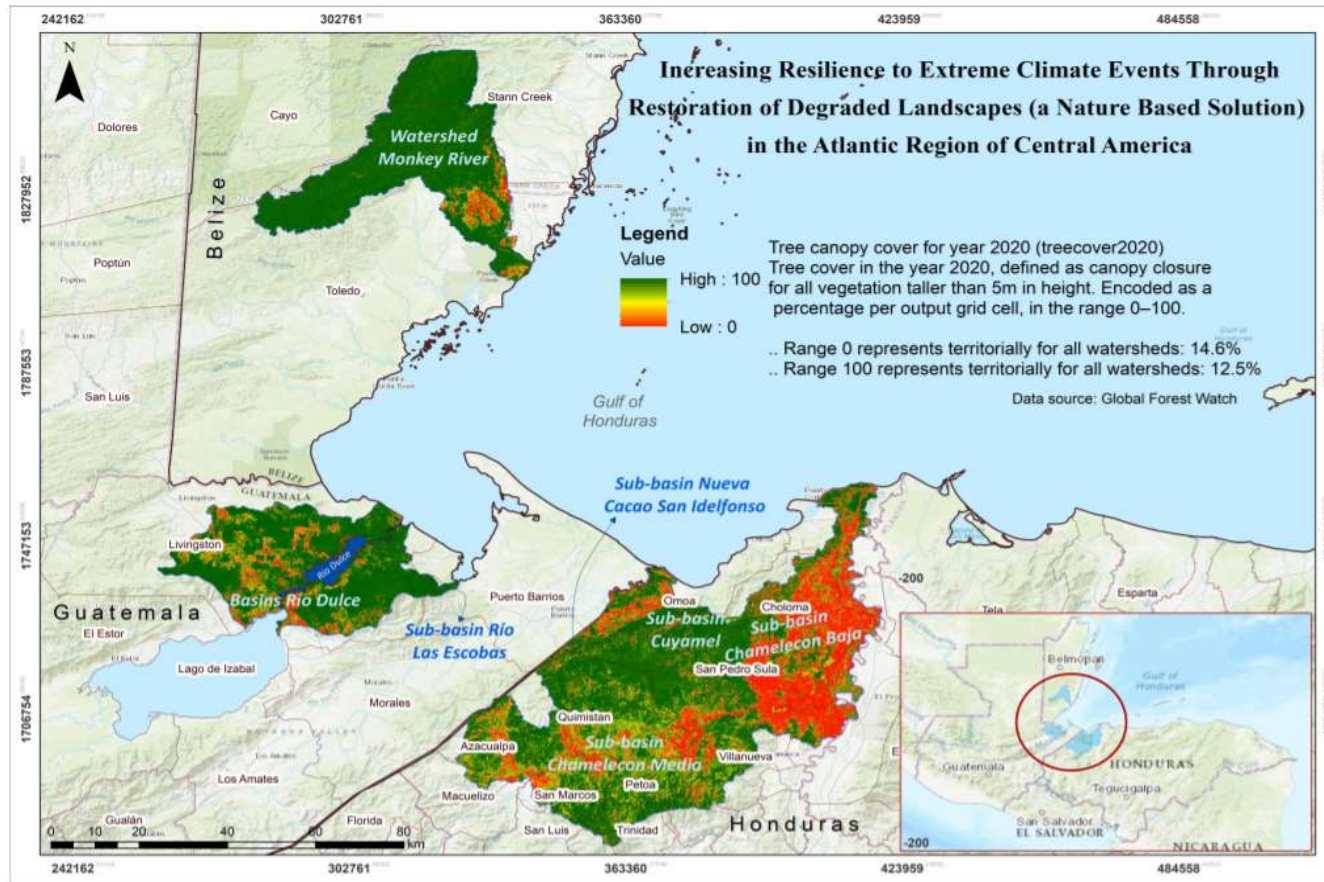 242162
302761
363360
423959
484558
N
Increasing Resilience to Extreme Climate Events Through
Restoration of Degraded Landscapes (a Nature Based Solution)
in the Atlantic Region of Central America
Stann Creek
Cayo
Dolores
Watershed
Monkey River
1827952
Belize
Poptún
Toledo
Legend
Value
High : 100
Low : 0
Tree canopy cover for year 2020 (treecover2020)
Tree cover in the year 2020, defined as canopy closure
for all vegetation taller than 5m in height. Encoded as a
percentage per output grid cell, in the range 0–100.
.. Range 0 represents territorially for all watersheds: 14.6%
.. Range 100 represents territorially for all watersheds: 12.5%
Data source: Global Forest Watch
1787553
San Luis
Gulf of
Honduras
BELIZE
GUATEMALA
Livingston
Sub-basin Nueva
Cacao San Idelfonso
1747153
Livingston
Río Dulce
Basins Río Dulce
Guatemala
El Estor
Lago de Izabal
Sub-basin Río
Las Escobas
Puerto Barrios
Omoa
Sub-basin
Cuyamel
Choloma
Sub-basin
Chamelecon Baja
San Pedro Sula
-200
Tela
Esparta
1706754
Morales
Quimistan
Azacualpa
Sub-basin
Chamelecon Media
Villanueva
Petoa
Macuelizo
San Marcos
Los Amates
Gualán
Florida
San Luis
Trinidad
Honduras
0 10 20 40 60 80
km
Belmopan
Gulf of
Honduras
Guatemala
HONDURAS
Tegucigalpa
San Salvador
EL SALVADOR
NICARAGUA
-200
242162
302761
363360
423959
484558